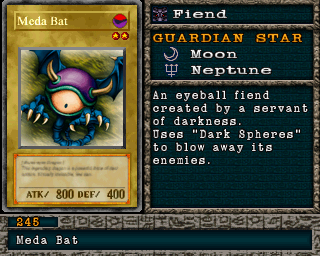 Meda Bat
ATK/ 800 DEF/ 400
Fiend
GUARDIAN STAR
Moon
Neptune
An eyeball fiend
created by a servant
of darkness.
Uses "Dark Spheres"
to blow away its
enemies.
245
Meda Bat